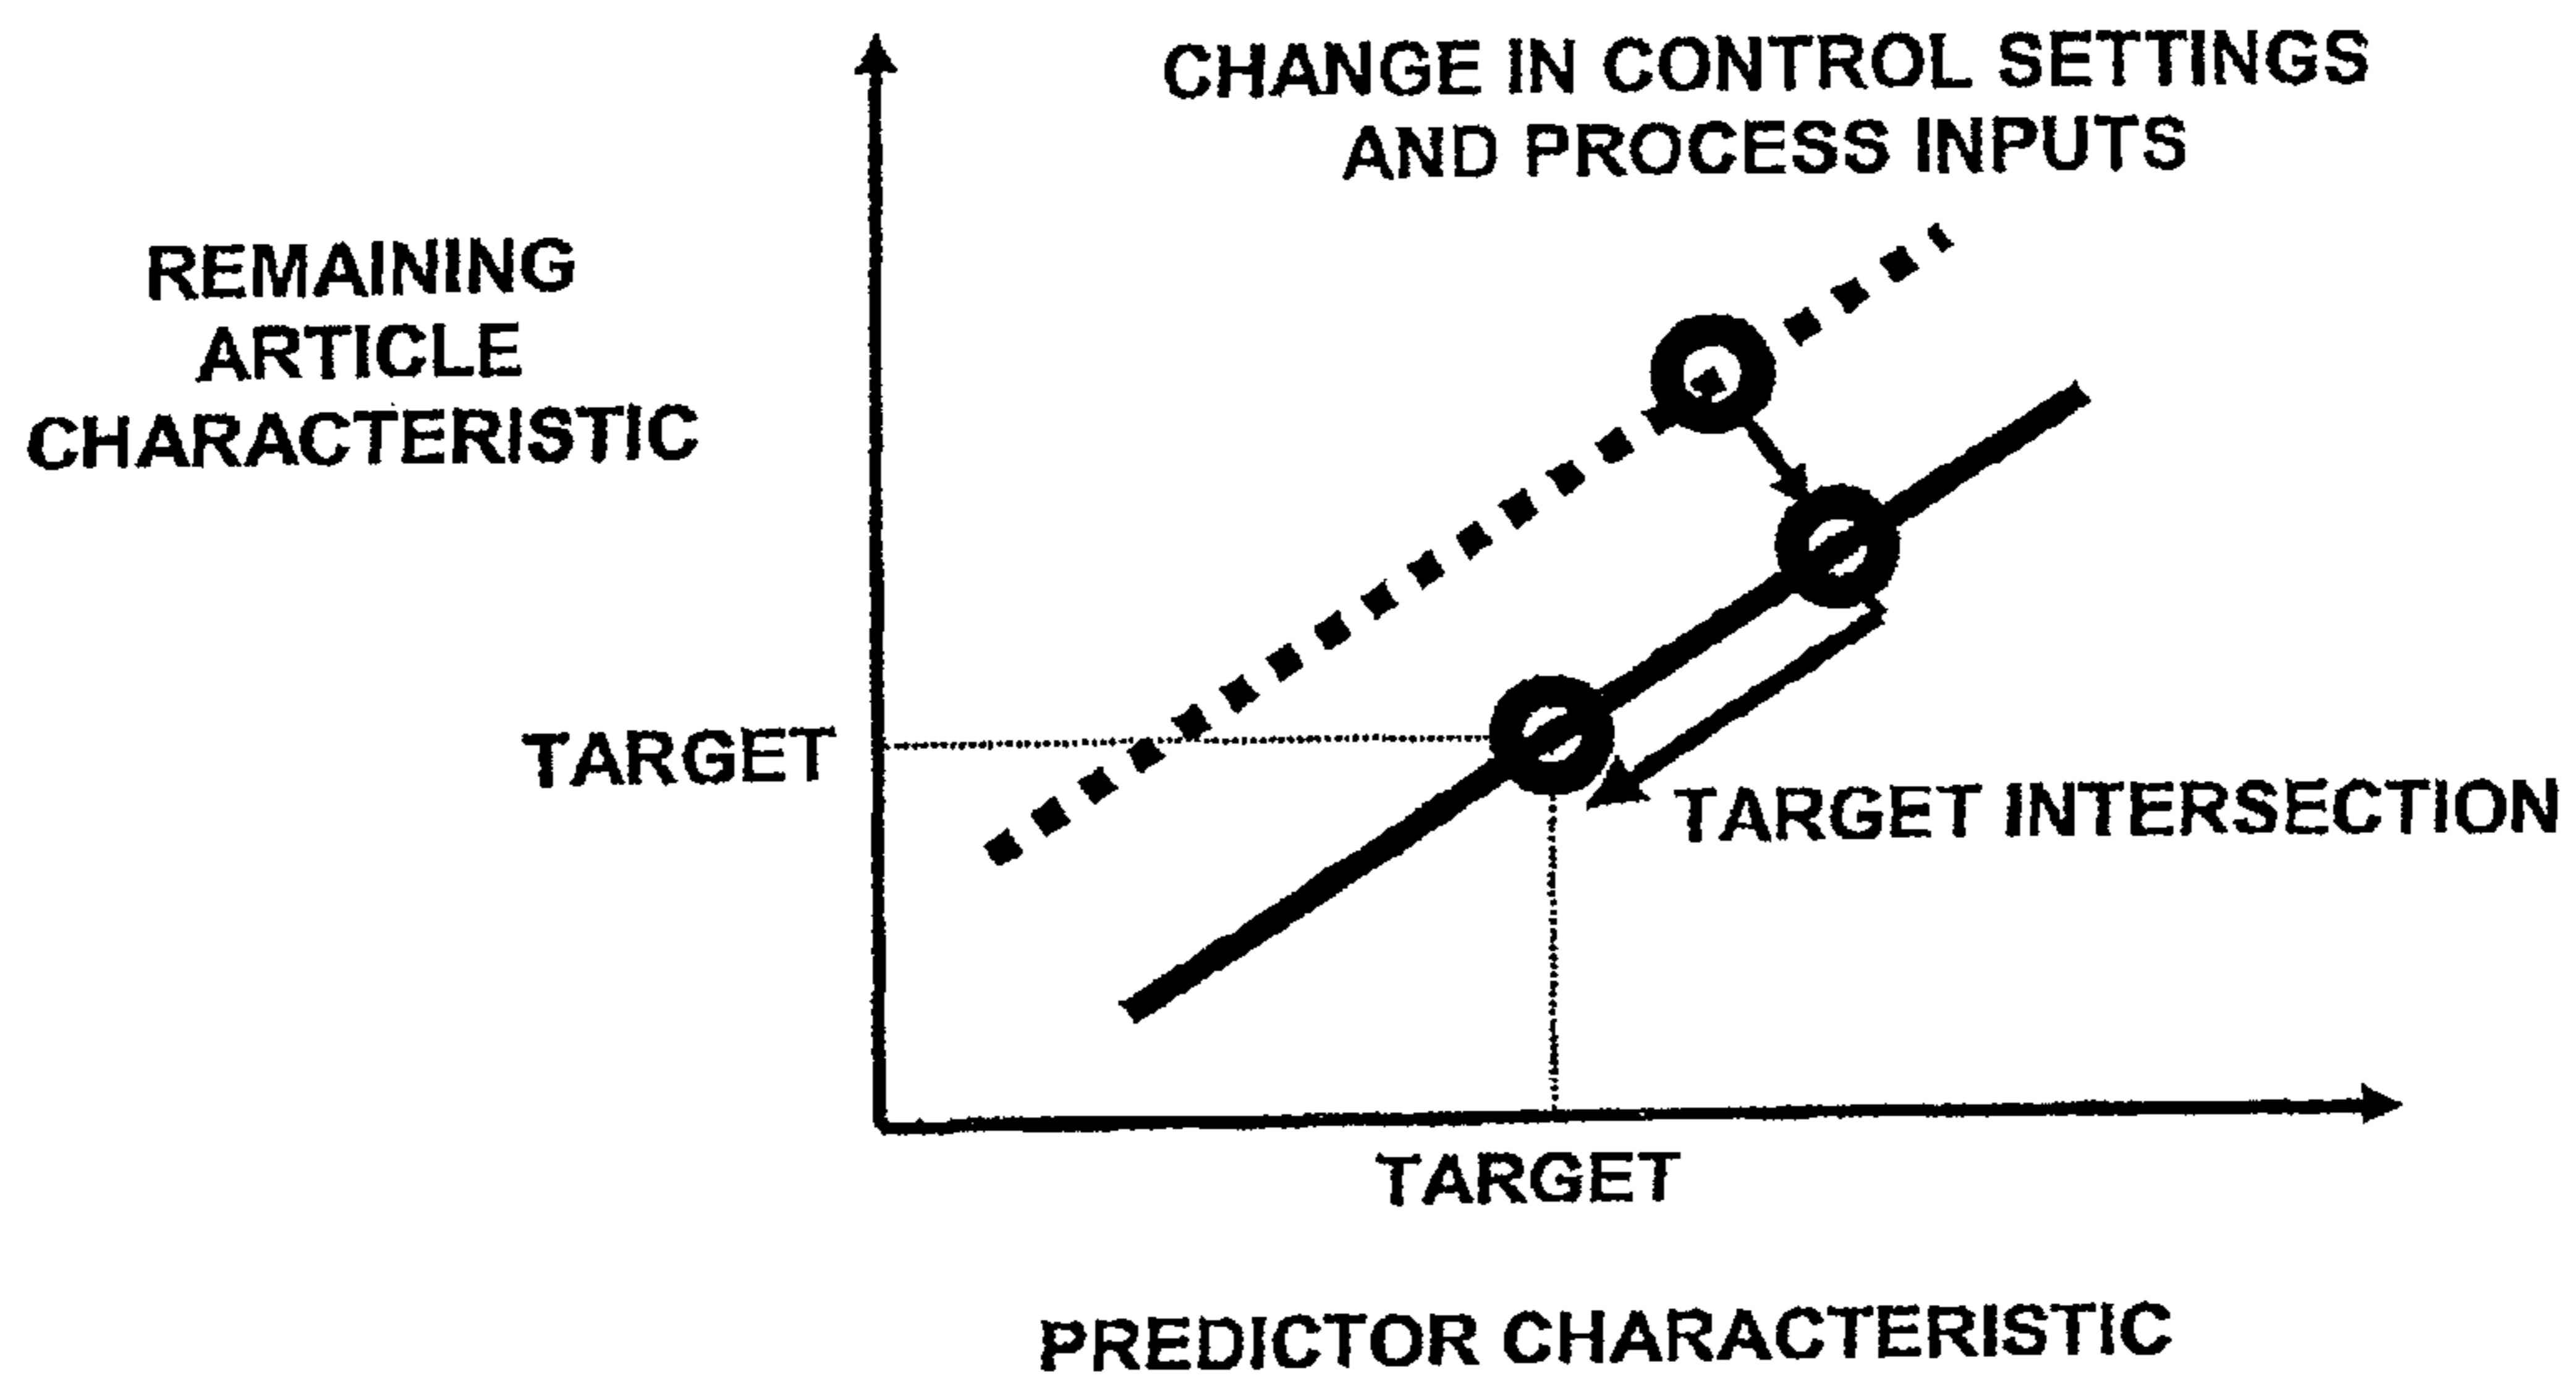 CHANGE IN CONTROL SETTINGS
AND PROCESS INPUTS
REMAINING
ARTICLE
CHARACTERISTIC
TARGET
TARGET INTERSECTION
TARGET
PREDICTOR CHARACTERISTIC